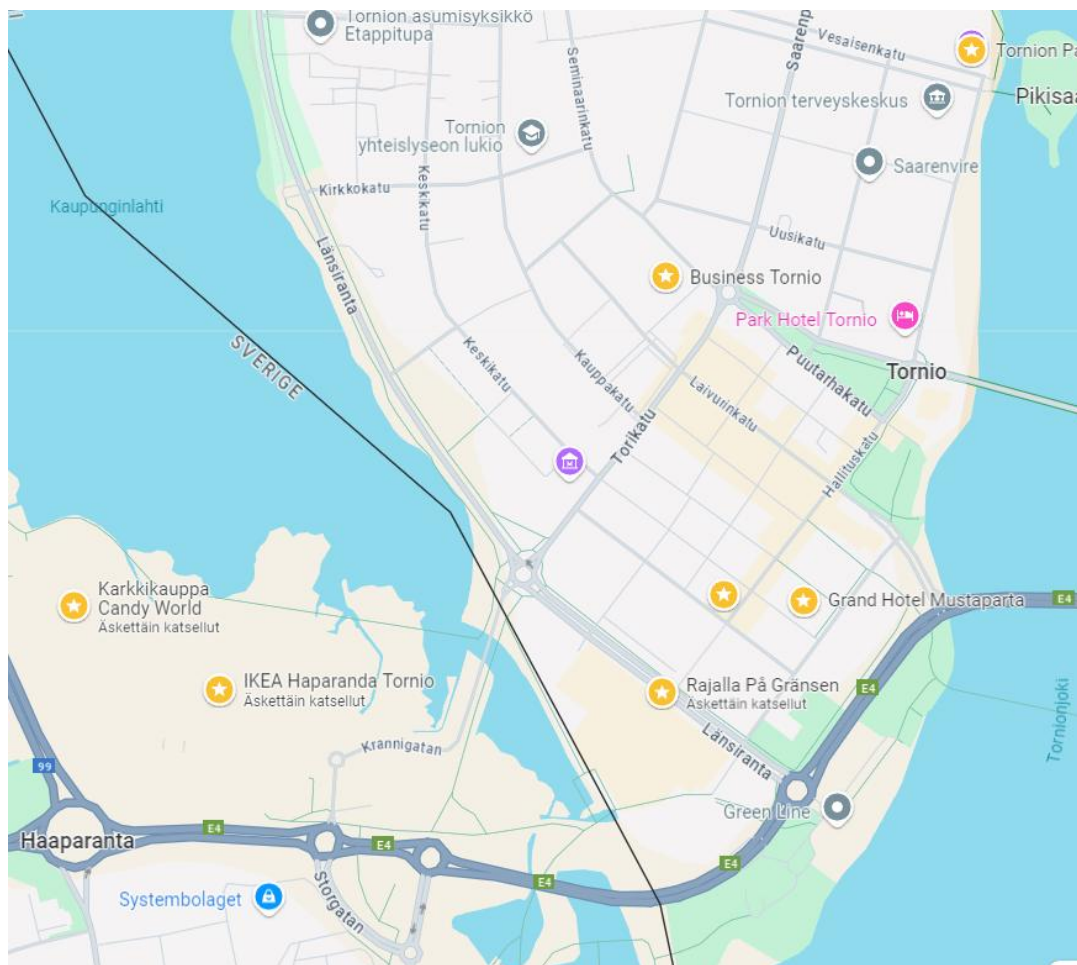 Tornion asumisyksikkö
Etappitupa
Saarenp
Vesaisenkatu
Tornion Pa
Seminaarinkatu
Tornion terveyskeskus
Pikisaa
Tornion
yhteislyseon lukio
Saarenvire
Kirkkokatu
Keskikatu
Kaupunginlahti
Uusikatu
Länsiranta
Business Tornio
Park Hotel Tornio
SVERIGE
Keskikatu
Kauppakatu
Laivurinkatu
Puutarhakatu
Tornio
Torikatu
Hallituskatu
Karkkikauppa
Candy World
Äskettäin katsellut
Grand Hotel Mustaparta
E4
IKEA Haparanda Tornio
Äskettäin katsellut
Rajalla På Gränsen
Äskettäin katsellut
E4
Tornionjoki
Krannigatan
Länsiranta
99
Green Line
Haaparanta
E4
E4
E4
E4
Storgatan
Systembolaget